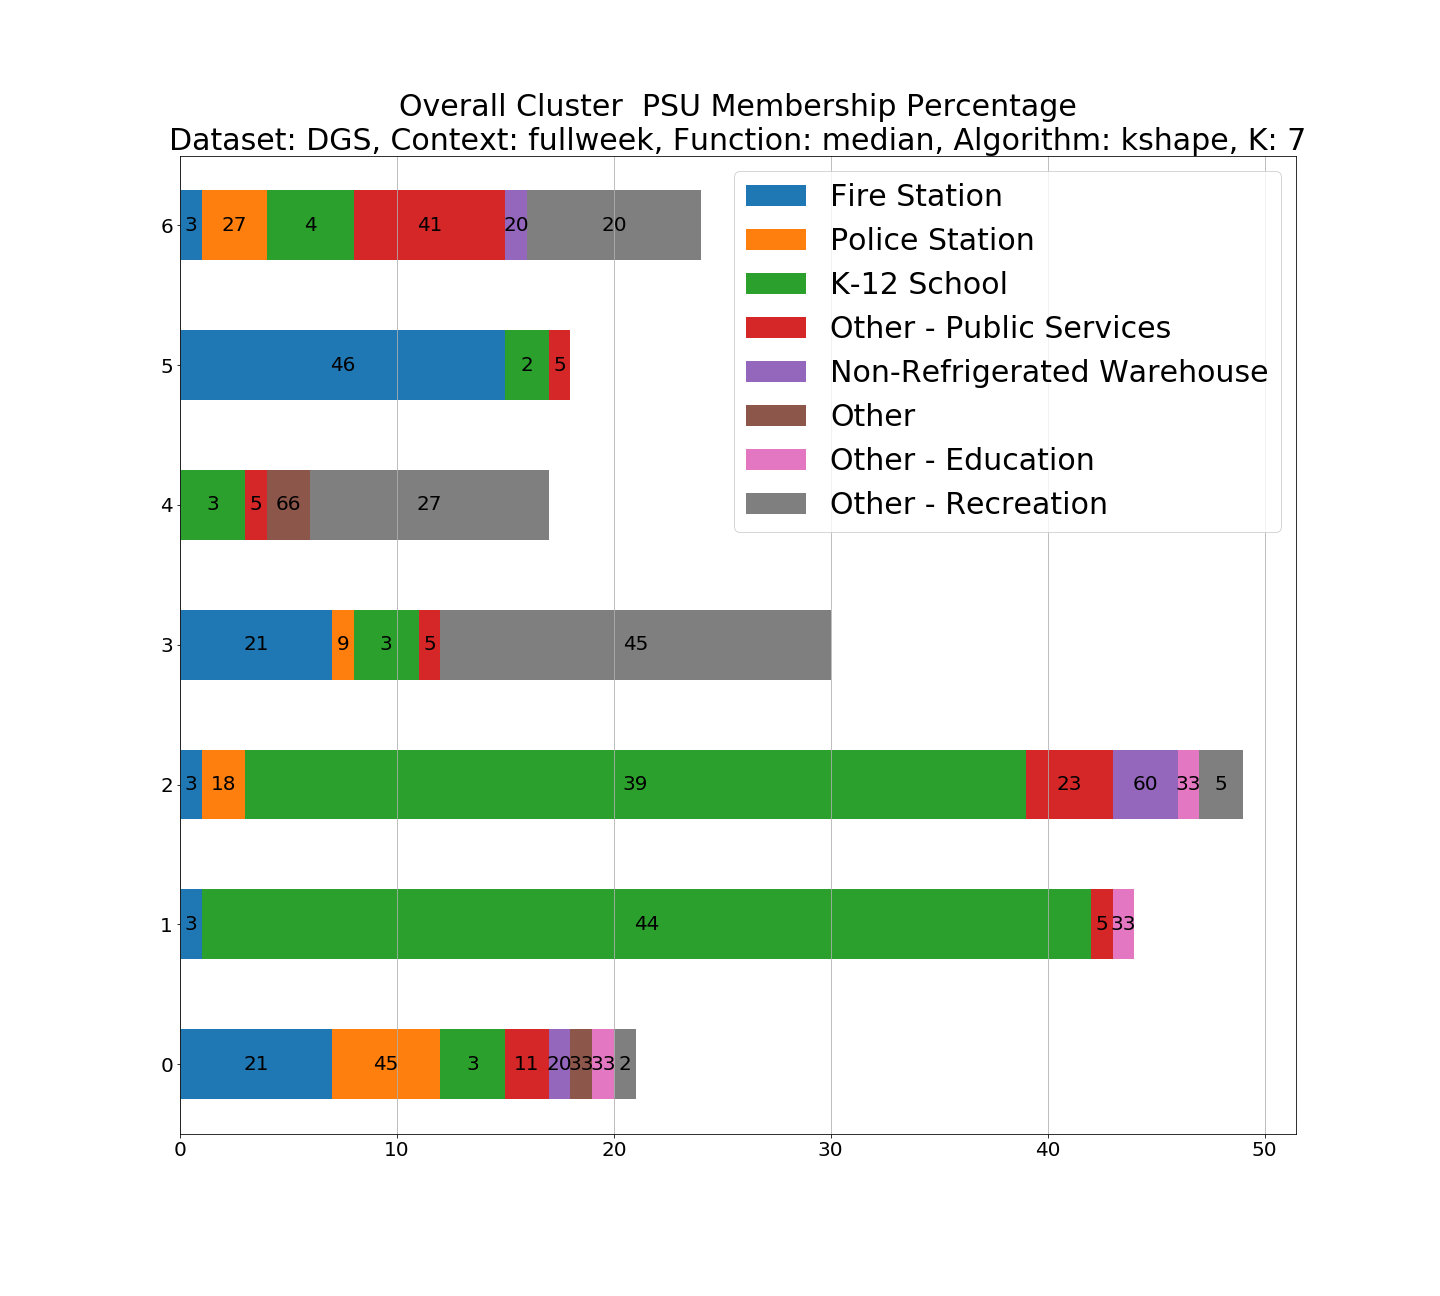 Overall Cluster  PSU Membership Percentage
Dataset: DGS, Context: fullweek, Function: median, Algorithm: kshape, K: 7
Fire Station
Police Station
K-12 School
Other - Public Services
Non-Refrigerated Warehouse
Other
Other - Education
Other - Recreation
6 3 27 4 41 20 20
5 46 2 5
4 3 5 66 27
3 21 9 3 5 45
2 3 18 39 23 60 33 5
1 3 44 5 33
0 21 45 3 11 20 33 33 2
0 10 20 30 40 50